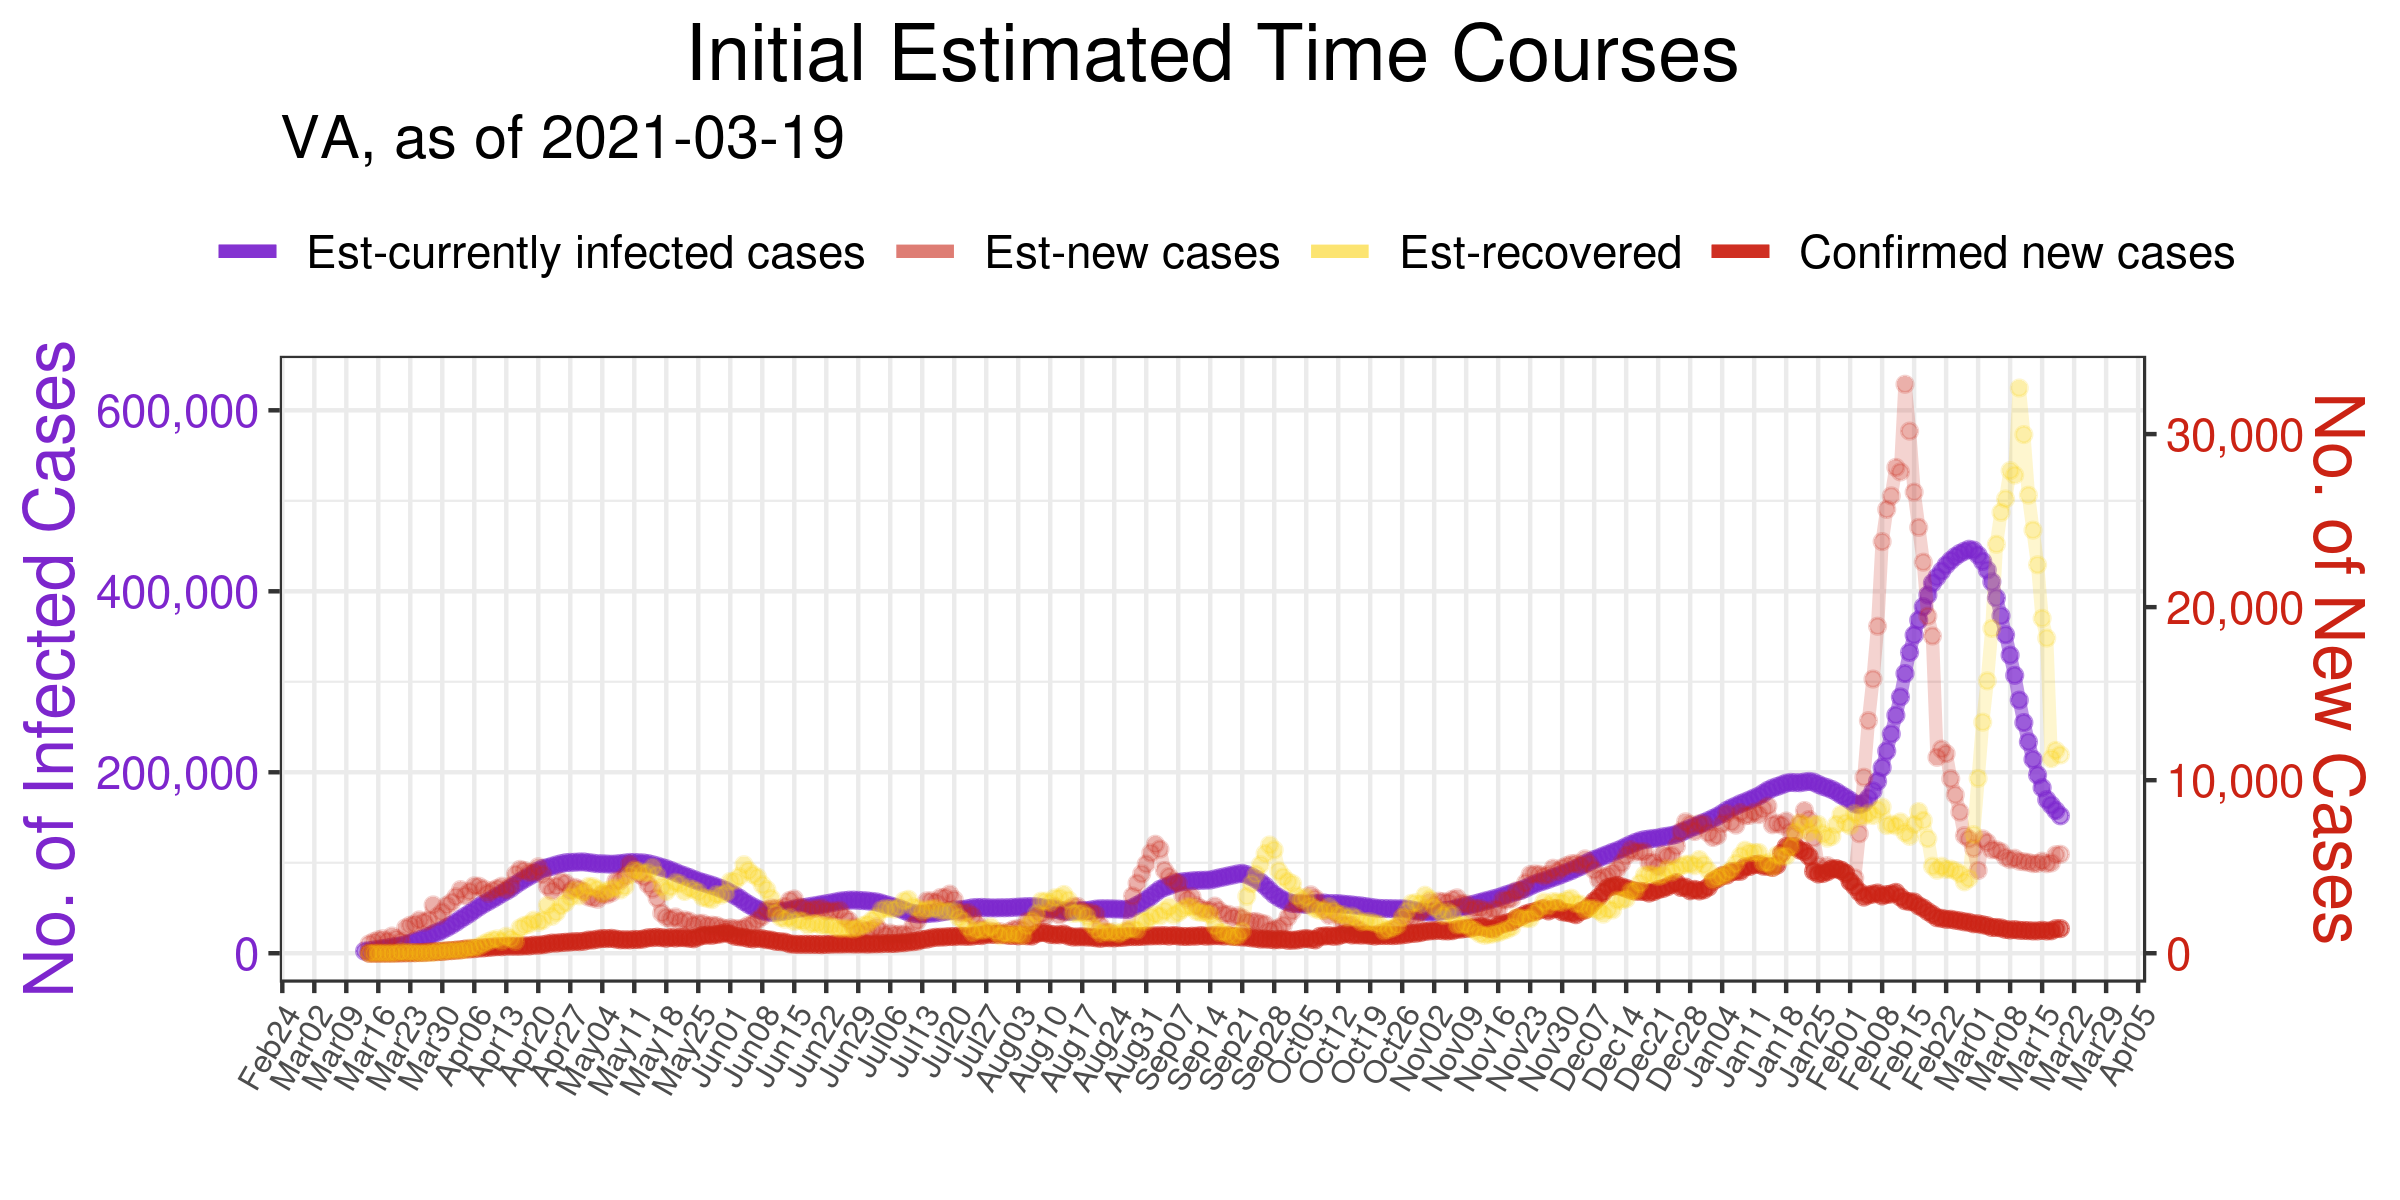 Initial Estimated Time Courses
VA, as of 2021-03-19
Est-currently infected cases Est-new cases Est-recovered Confirmed new cases
No. of Infected Cases
600,000
400,000
200,000
0
30,000
20,000
10,000
0
No. of New Cases
Feb24 Mar02 Mar09 Mar16 Mar23 Mar30 Apr06 Apr13 Apr20 Apr27 May04 May11 May18 May25 Jun01 Jun08 Jun15 Jun22 Jun29 Jul06 Jul13 Jul20 Jul27 Aug03 Aug10 Aug17 Aug24 Aug31 Sep07 Sep14 Sep21 Sep28 Oct05 Oct12 Oct19 Oct26 Nov02 Nov09 Nov16 Nov23 Nov30 Dec07 Dec14 Dec21 Dec28 Jan04 Jan11 Jan18 Jan25 Feb01 Feb08 Feb15 Feb22 Mar01 Mar08 Mar15 Mar22 Mar29 Apr05